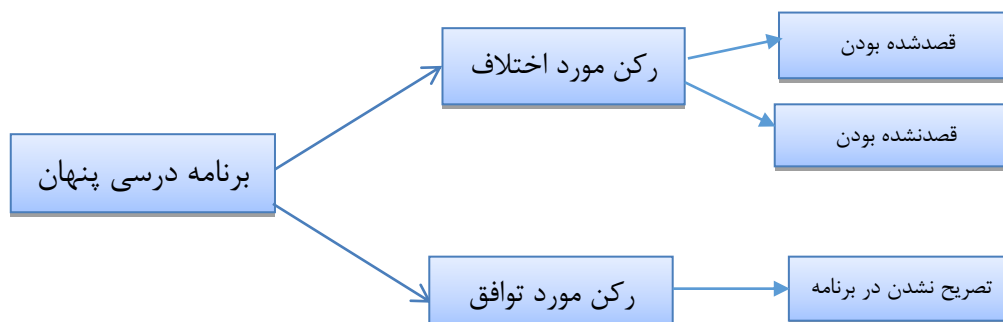 قصدشده بودن
رکن مورد اختلاف
قصدنشده بودن
برنامه درسی پنهان
تصریح نشدن در برنامه
رکن مورد توافق